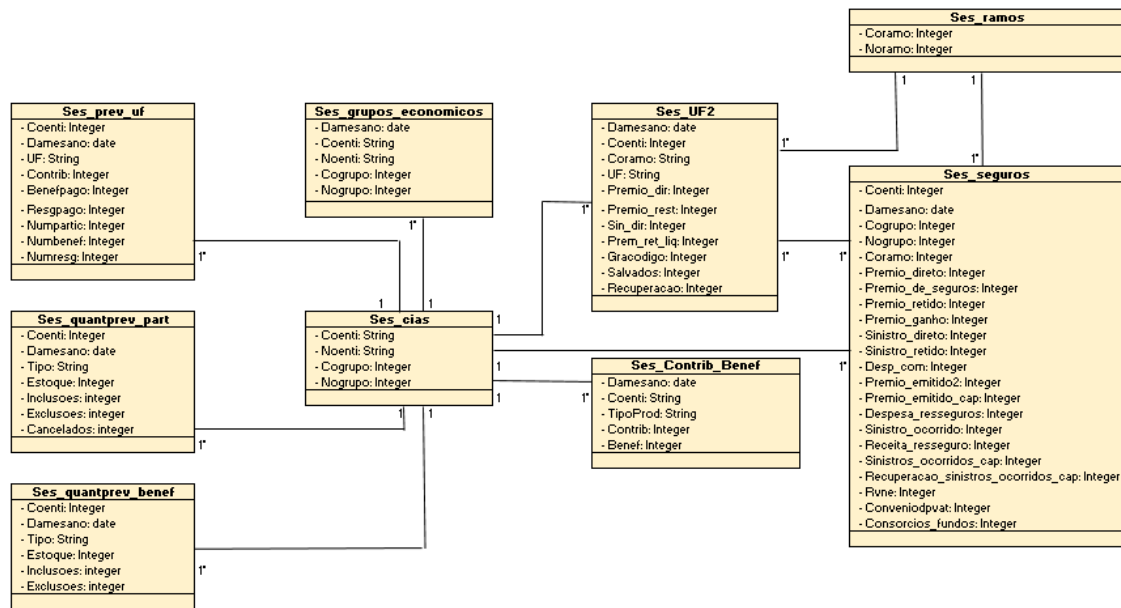 Ses_ramos
- Coramo: Integer
- Noramo: Integer
1
1
Ses_prev_uf
- Coenti: Integer
- Damesano: date
- UF: String
- Contrib: Integer
- Benefpago: Integer
- Resgpago: Integer
- Numpartic: Integer
- Numbenef: Integer
- Numresg: Integer
1*
1
Ses_grupos_economicos
- Damesano: date
- Coenti: String
- Noenti: String
- Cogrupo: Integer
- Nogrupo: Integer
1*
1
Ses_UF2
- Damesano: date
- Coenti: Integer
- Coramo: String
- UF: String
- Premio_dir: Integer
- Premio_rest: Integer
- Sin_dir: Integer
- Prem_ret_liq: Integer
- Gracodigo: Integer
- Salvados: Integer
- Recuperacao: Integer
1*
1*
1*
1*
1*
Ses_seguros
- Coenti: Integer
- Damesano: date
- Cogrupo: Integer
- Nogrupo: Integer
- Coramo: Integer
- Premio_direto: Integer
- Premio_de_seguros: Integer
- Premio_retido: Integer
- Premio_ganho: Integer
- Sinistro_direto: Integer
- Sinistro_retido: Integer
- Desp_com: Integer
- Premio_emitido2: Integer
- Premio_emitido_cap: Integer
- Despesa_resseguros: Integer
- Sinistro_ocorrido: Integer
- Receita_resseguro: Integer
- Sinistros_ocorridos_cap: Integer
- Recuperacao_sinistros_ocorridos_cap: Integer
- Rvne: Integer
- Conveniodpvat: Integer
- Consorcios_fundos: Integer
1*
Ses_quantprev_part
- Coenti: Integer
- Damesano: date
- Tipo: String
- Estoque: Integer
- Inclusões: integer
- Exclusoes: integer
- Cancelados: integer
1*
Ses_cias
- Coenti: String
- Noenti: String
- Cogrupo: Integer
- Nogrupo: Integer
1
1
1
1
1
Ses_Contrib_Benef
- Damesano: date
- Coenti: String
- TipoProd: String
- Contrib: Integer
- Benef: Integer
1*
Ses_quantprev_benef
- Coenti: Integer
- Damesano: date
- Tipo: String
- Estoque: Integer
- Inclusoes: integer
- Exclusoes: integer
1*